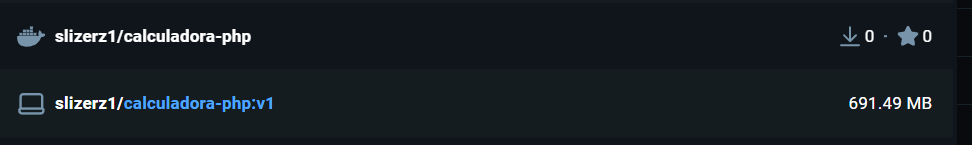 slizerz1/calculadora-php 0 · 0
slizerz1/calculadora-php:v1 691.49 MB